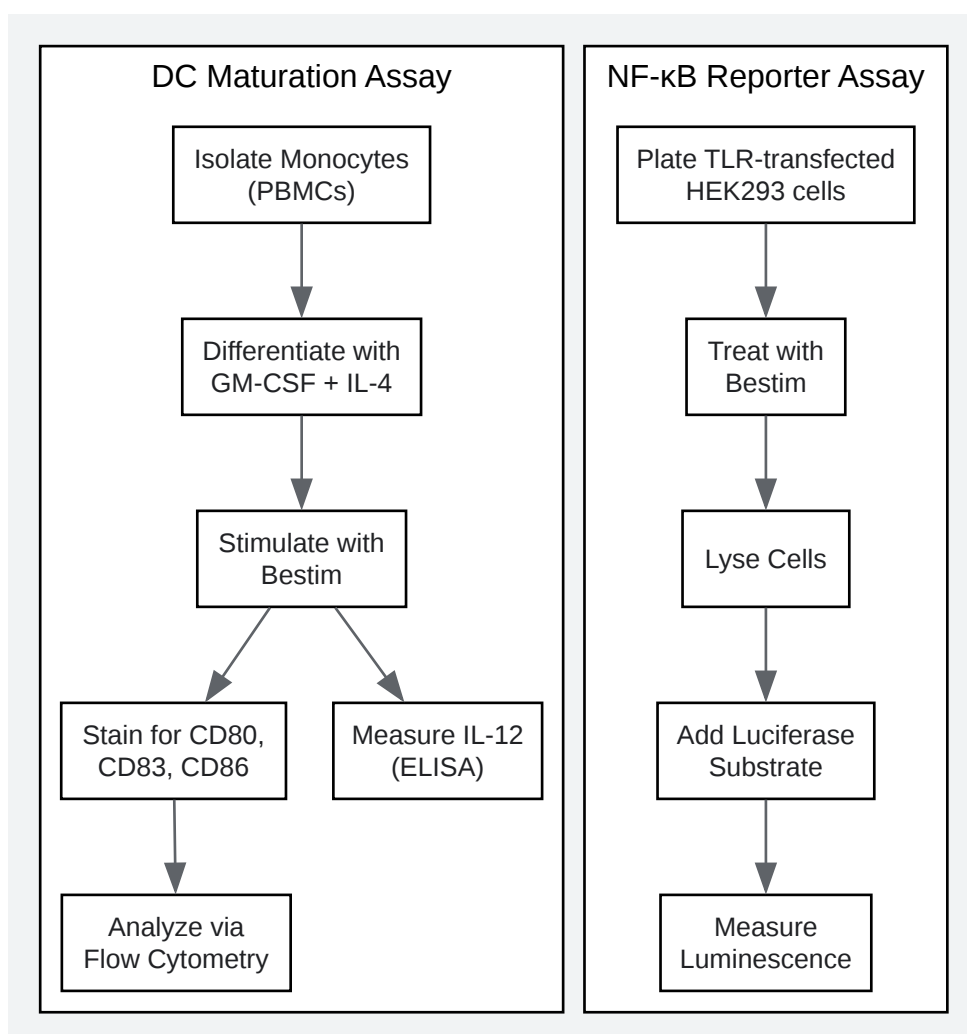 DC Maturation Assay
Isolate Monocytes
(PBMCs)
Differentiate with
GM-CSF + IL-4
Stimulate with
Bestim
Stain for CD80,
CD83, CD86
Measure IL-12
(ELISA)
Analyze via
Flow Cytometry
NF-κB Reporter Assay
Plate TLR-transfected
HEK293 cells
Treat with
Bestim
Lyse Cells
Add Luciferase
Substrate
Measure
Luminescence